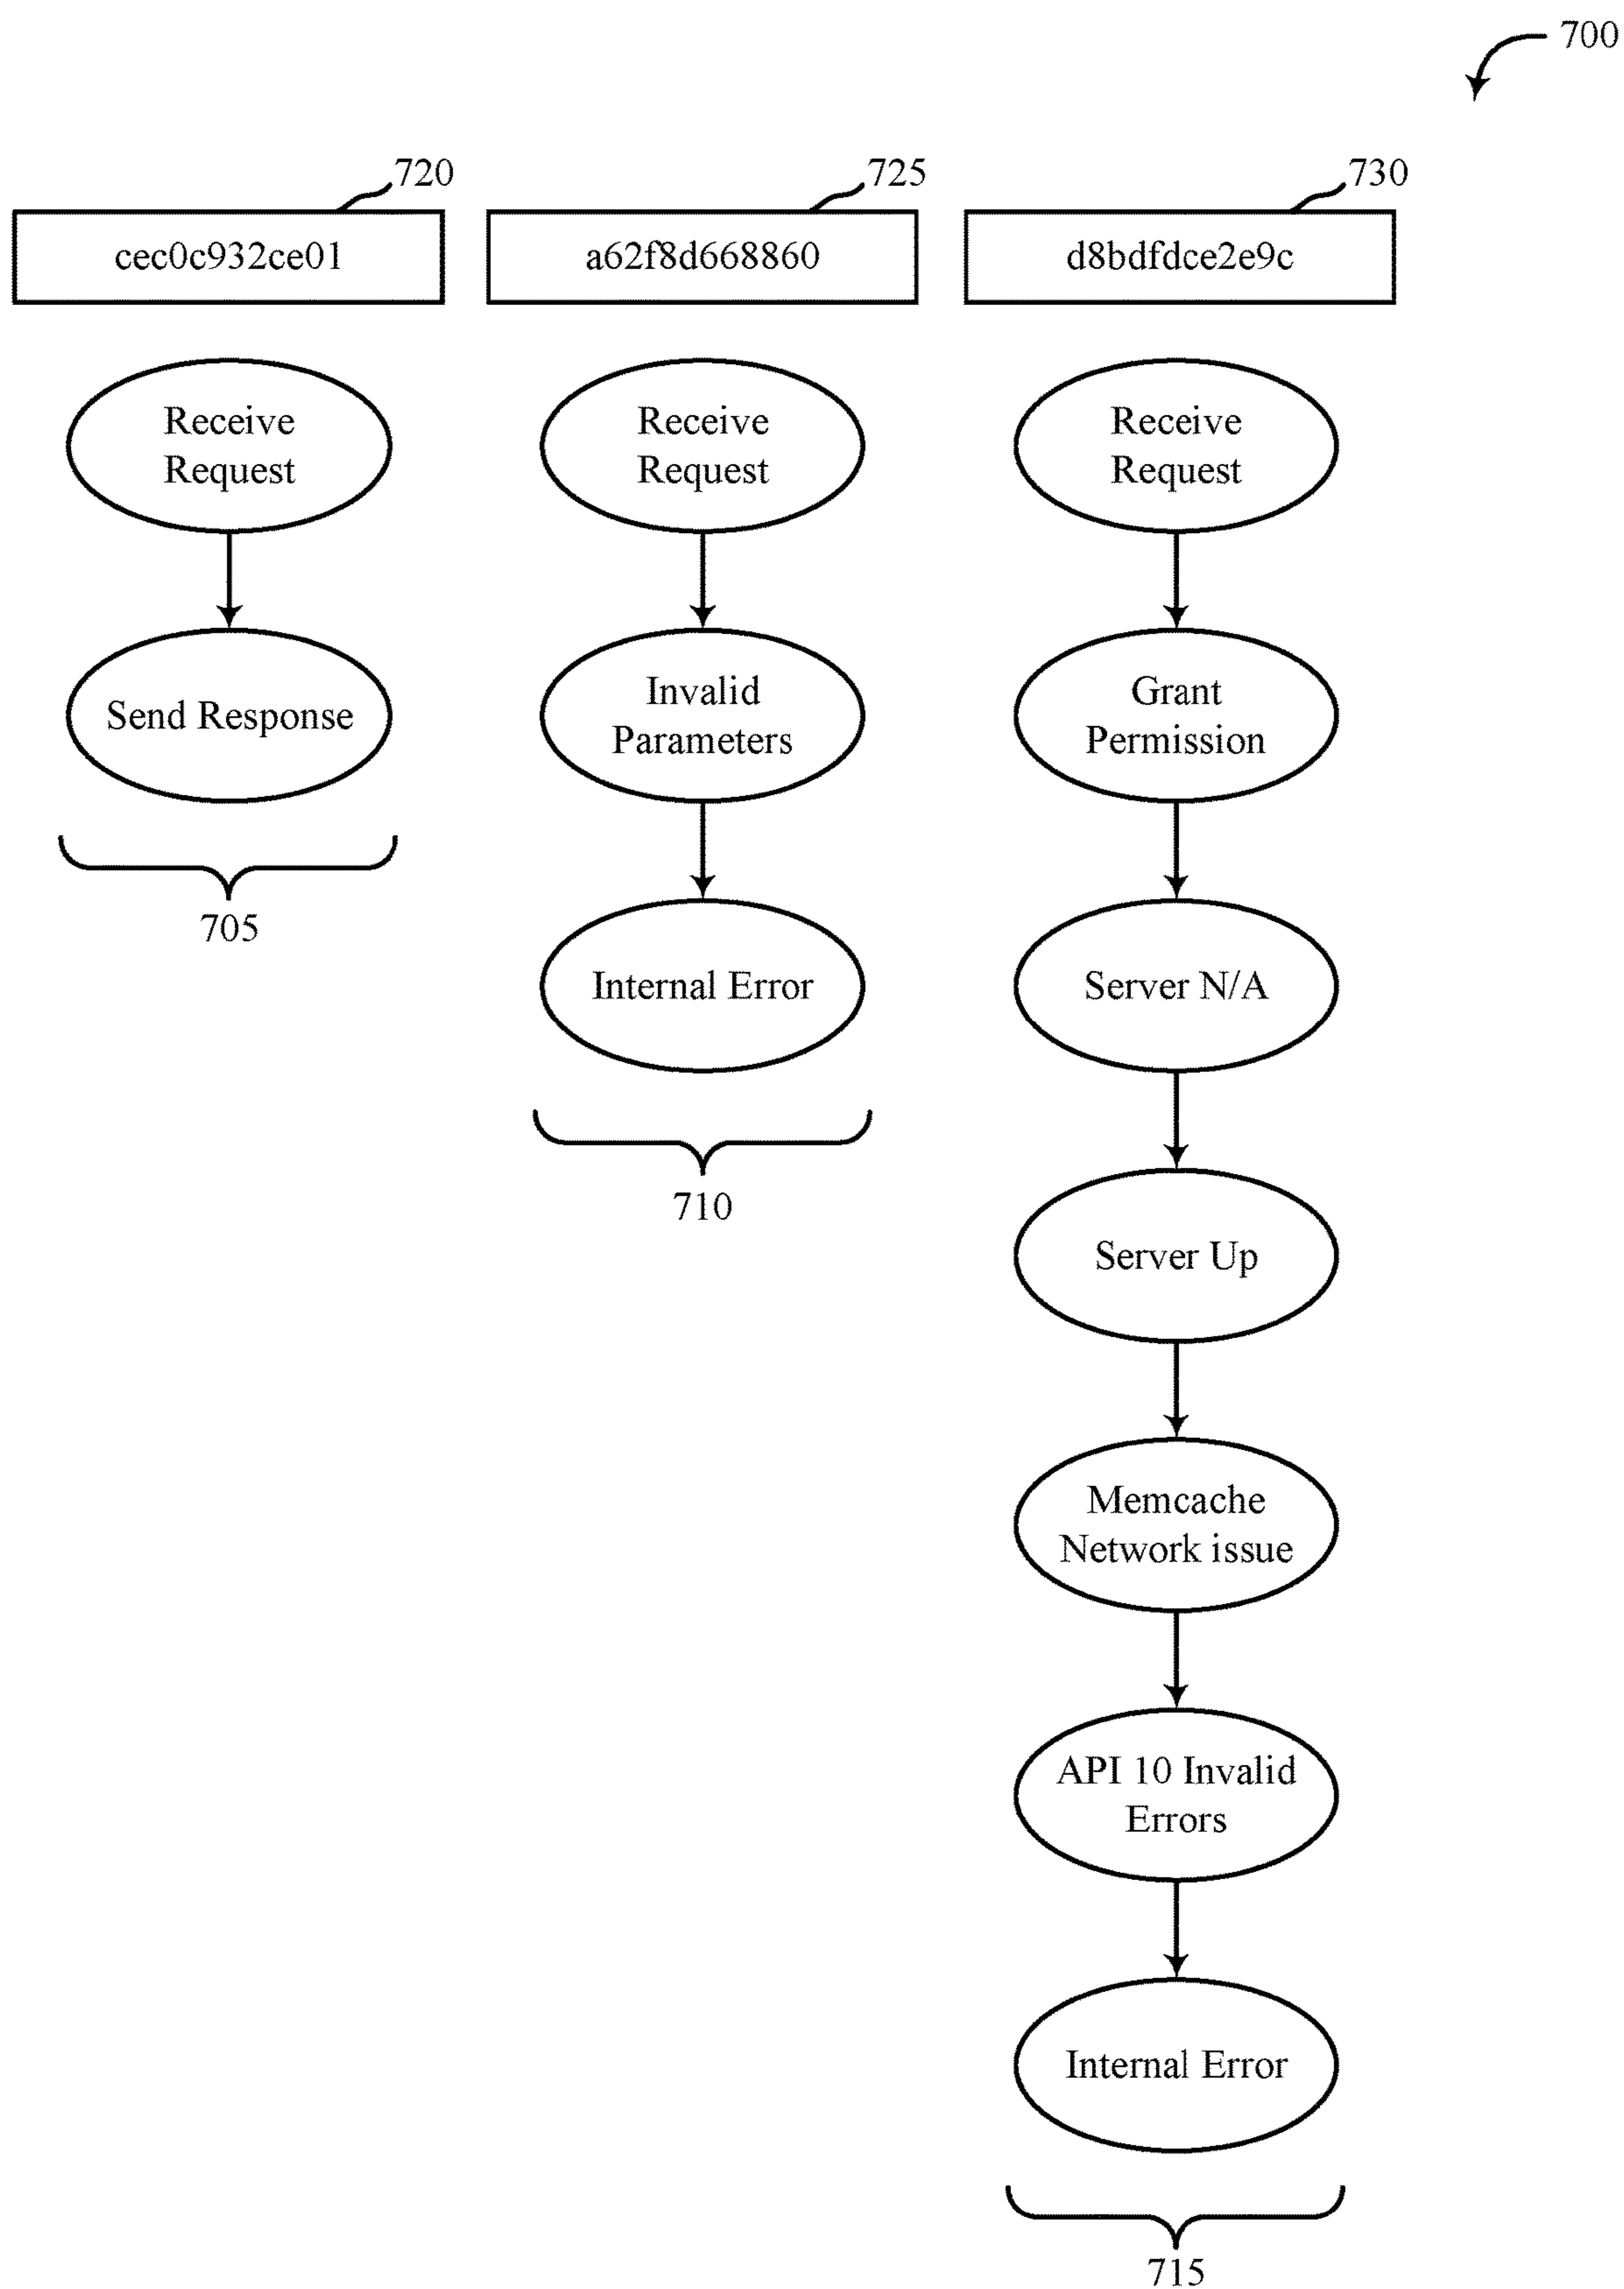 700
720
725
730
cec0c932ce01
a62f8d668860
d8bdfdce2e9c
Receive
Request
Receive
Request
Receive
Request
Send Response
Invalid
Parameters
Grant
Permission
705
Internal Error
Server N/A
710
Server Up
Memcache
Network issue
API 10 Invalid
Errors
Internal Error
715